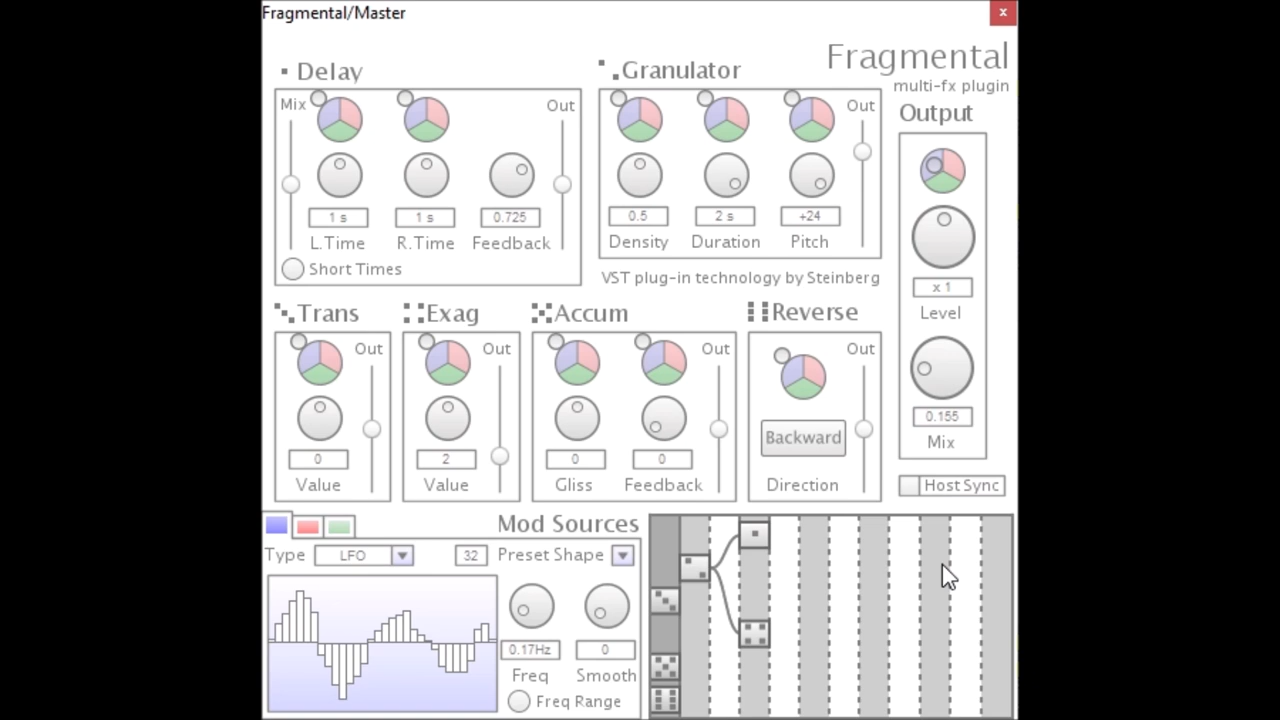 Fragmental/Master
x
Fragmental
multi-fx plugin
Delay
Mix
Out
1 s
1 s
0.725
L.Time
R.Time
Feedback
Short Times
Granulator
Out
0.5
2 s
+24
Density
Duration
Pitch
VST plug-in technology by Steinberg
Output
x 1
Level
0.155
Mix
Host Sync
Trans
Out
0
Value
Exag
Out
2
Value
Accum
Out
0
0
Gliss
Feedback
Reverse
Out
Backward
Direction
Mod Sources
Type
LFO
32
Preset Shape
0.17Hz
0
Freq
Smooth
Freq Range